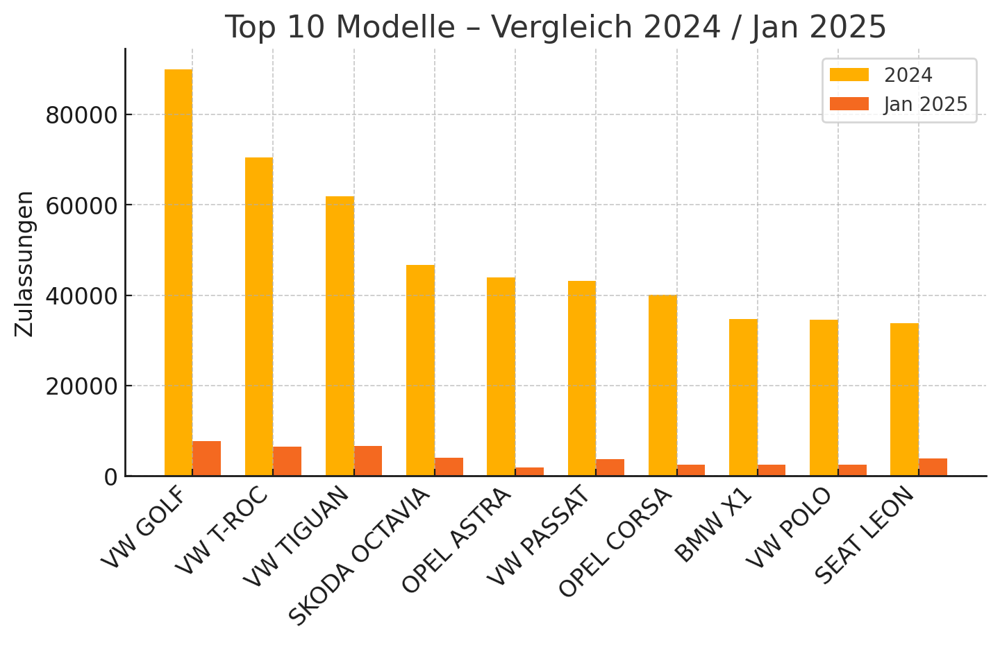 Top 10 Modelle – Vergleich 2024 / Jan 2025
2024
Jan 2025
Zulassungen
80000
60000
40000
20000
0
VW GOLF
VW T-ROC
VW TIGUAN
SKODA OCTAVIA
OPEL ASTRA
VW PASSAT
OPEL CORSA
BMW X1
VW POLO
SEAT LEON